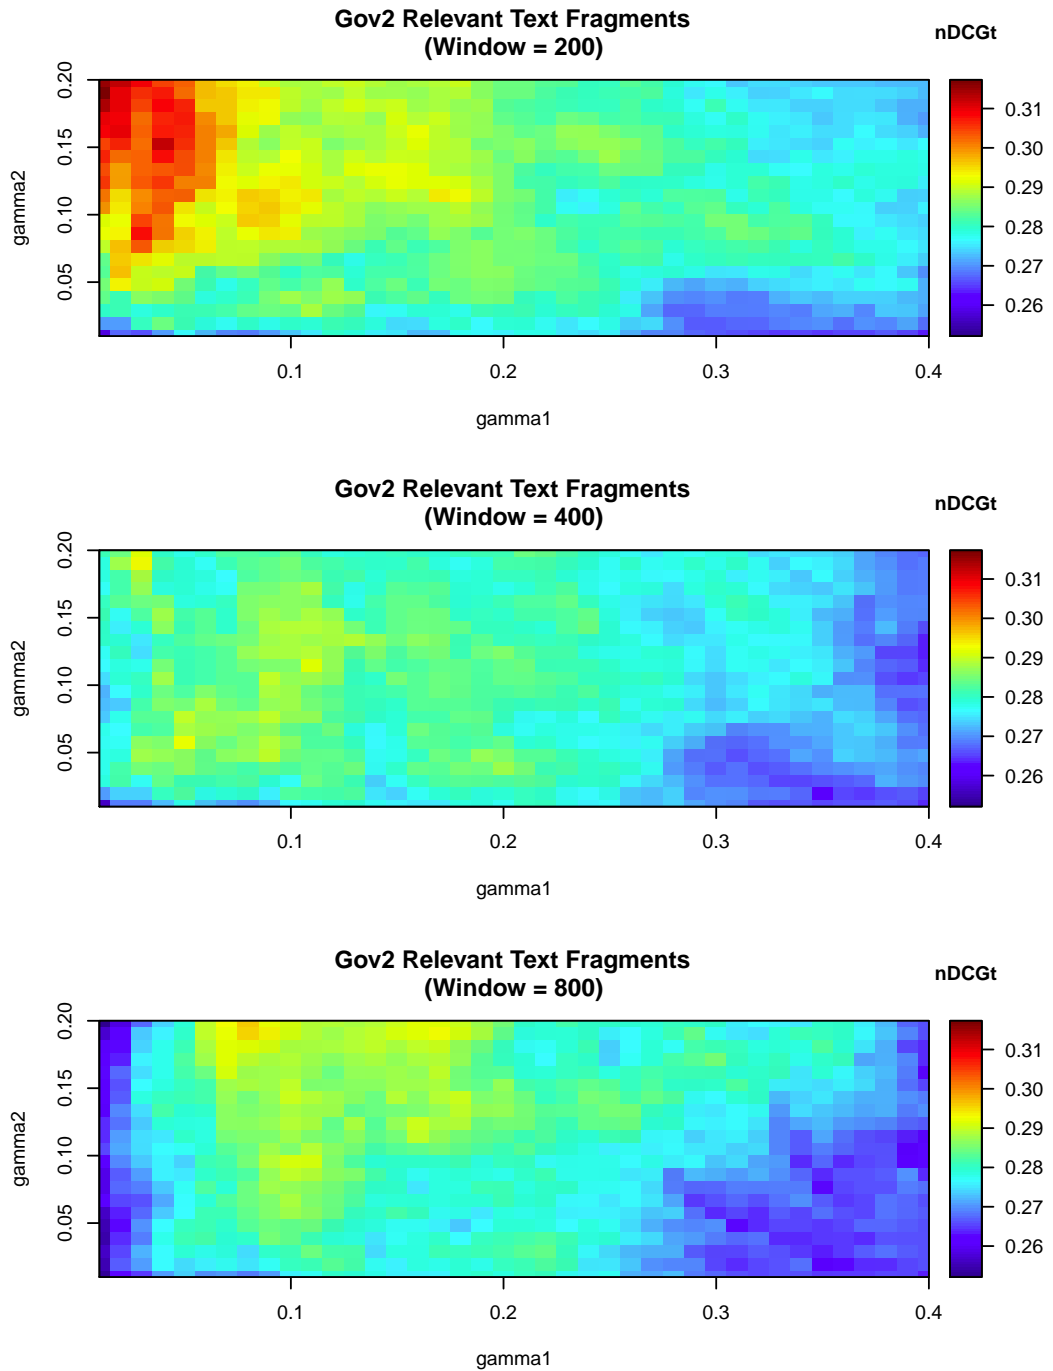 Gov2 Relevant Text Fragments
(Window = 200)
nDCGt
gamma2
0.20
0.15
0.10
0.05
0.31
0.30
0.29
0.28
0.27
0.26
0.1
0.2
0.3
0.4
gamma1
Gov2 Relevant Text Fragments
(Window = 400)
nDCGt
gamma2
0.20
0.15
0.10
0.05
0.31
0.30
0.29
0.28
0.27
0.26
0.1
0.2
0.3
0.4
gamma1
Gov2 Relevant Text Fragments
(Window = 800)
nDCGt
gamma2
0.20
0.15
0.10
0.05
0.31
0.30
0.29
0.28
0.27
0.26
0.1
0.2
0.3
0.4
gamma1